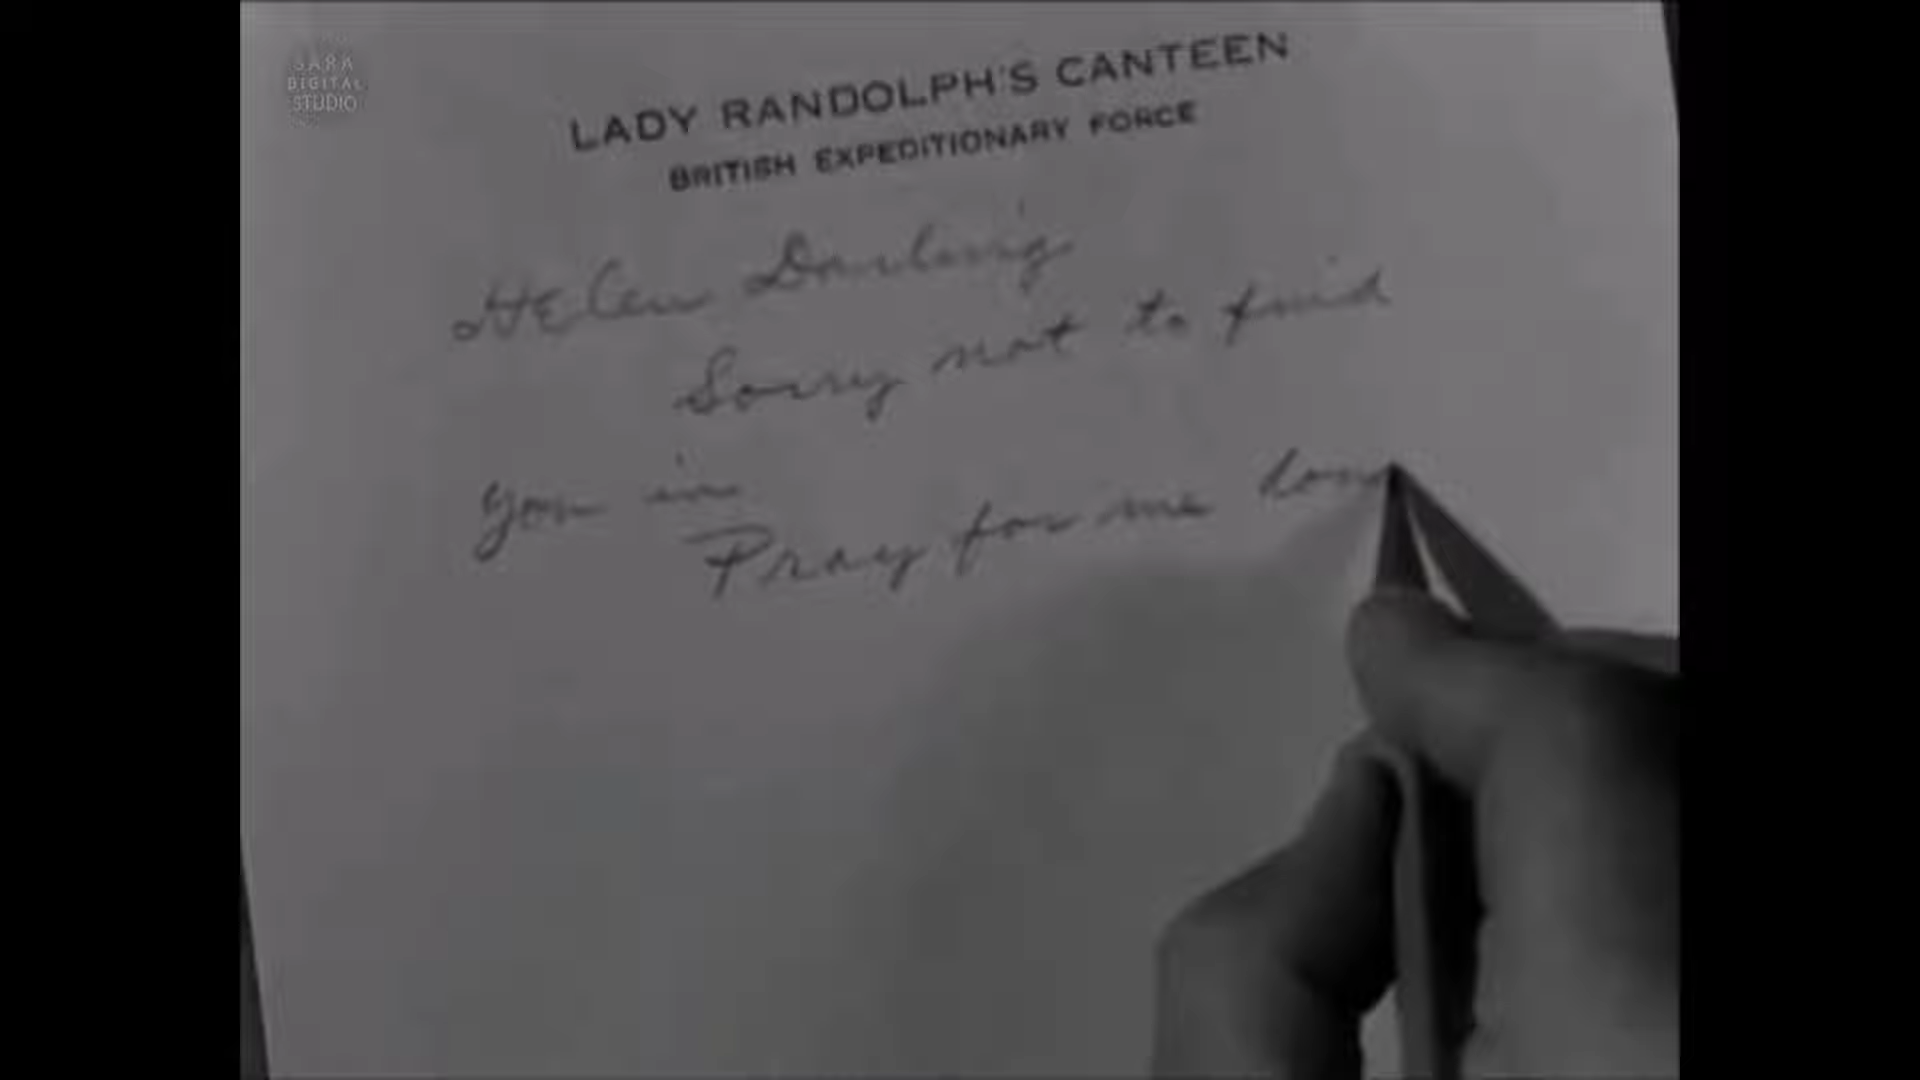 SARA
DIGITAL
STUDIO
LADY RANDOLPH'S CANTEEN
BRITISH EXPEDITIONARY FORCE
Helen Darling
Sorry not to find
you in
Pray for me